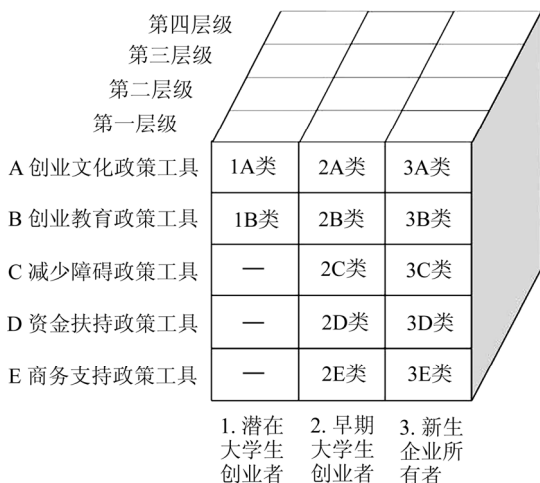 第四层级
第三层级
第二层级
第一层级
A 创业文化政策工具 1A类 2A类 3A类
B 创业教育政策工具 1B类 2B类 3B类
C 减少障碍政策工具 — 2C类 3C类
D 资金扶持政策工具 — 2D类 3D类
E 商务支持政策工具 — 2E类 3E类
1. 潜在 2. 早期 3. 新生
大学生 大学生 企业所
创业者 创业者 有者